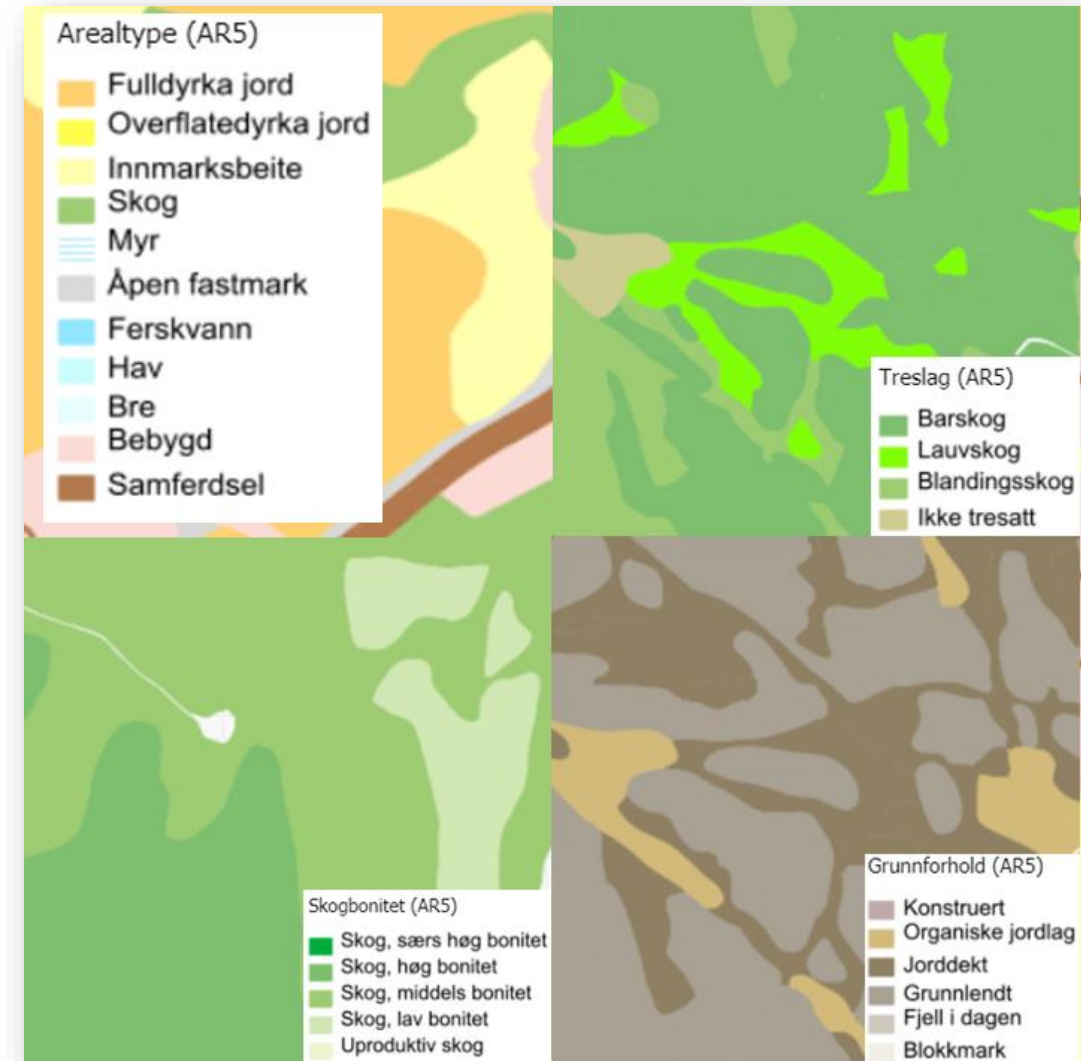 Arealtype (AR5)
Fulldyrka jord
Overflatedyrka jord
Innmarksbeite
Skog
Myr
Åpen fastmark
Ferskvann
Hav
Bre
Bebygd
Samferdsel
Treslag (AR5)
Barskog
Lauvskog
Blandingsskog
Ikke tresatt
Skogbonitet (AR5)
Skog, særs høg bonitet
Skog, høg bonitet
Skog, middels bonitet
Skog, lav bonitet
Uproduktiv skog
Grunnforhold (AR5)
Konstruert
Organiske jordlag
Jorddekt
Grunnlendt
Fjell i dagen
Blokkmark